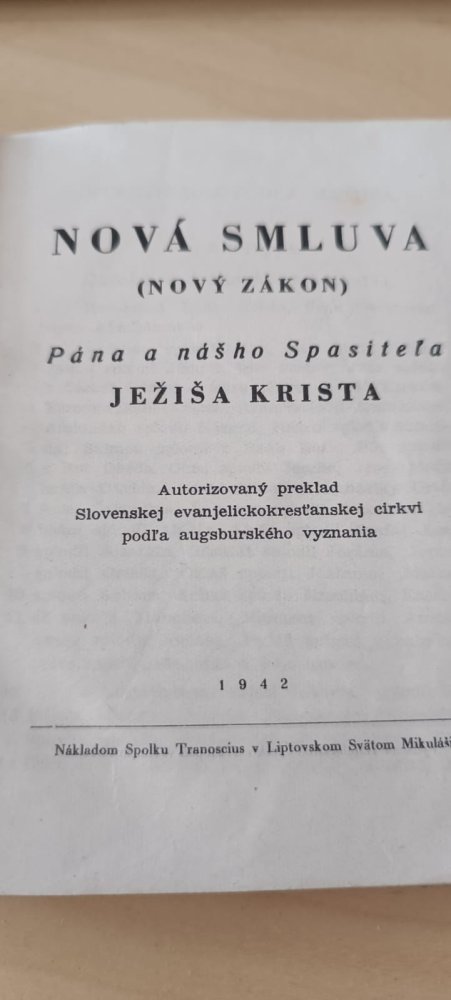 NOVÁ SMLUVA
(NOVÝ ZÁKON)
Pána a nášho Spasiteľa
JEŽIŠA KRISTA
Autorizovaný preklad
Slovenskej evanjelickokresťanskej cirkvi
podľa augsburského vyznania
1942
Nákladom Spolku Tranoscius v Liptovskom Svätom Mikuláši